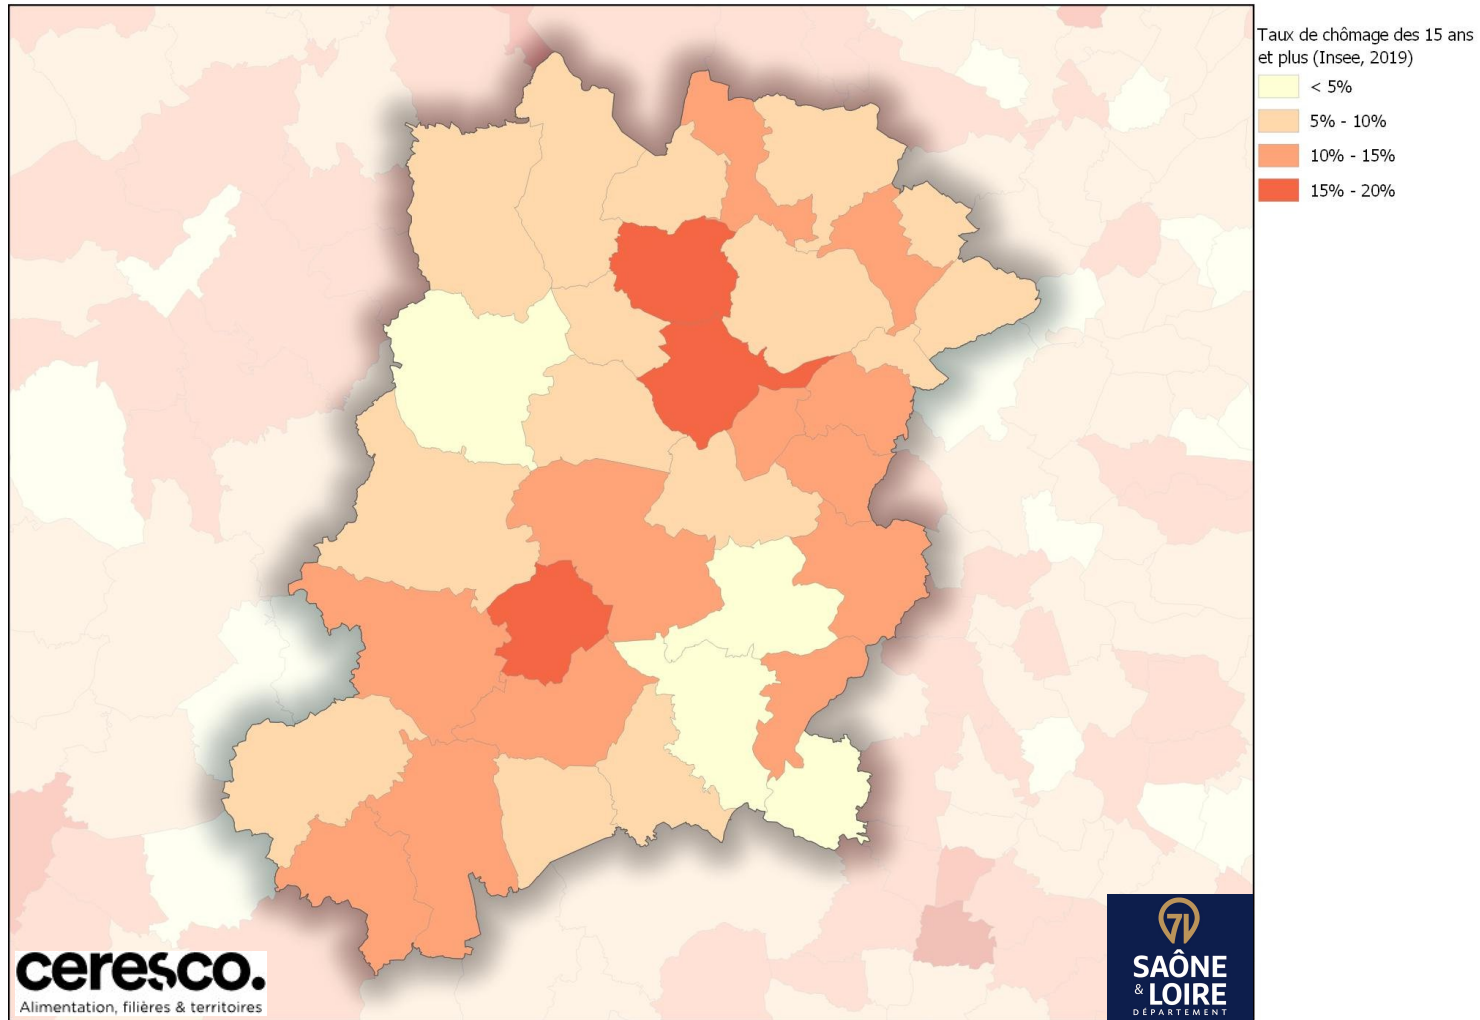 Taux de chômage des 15 ans
et plus (Insee, 2019)
< 5%
5% - 10%
10% - 15%
15% - 20%
ceresco.
Alimentation, filières & territoires
71
SAÔNE
& LOIRE
DÉPARTEMENT